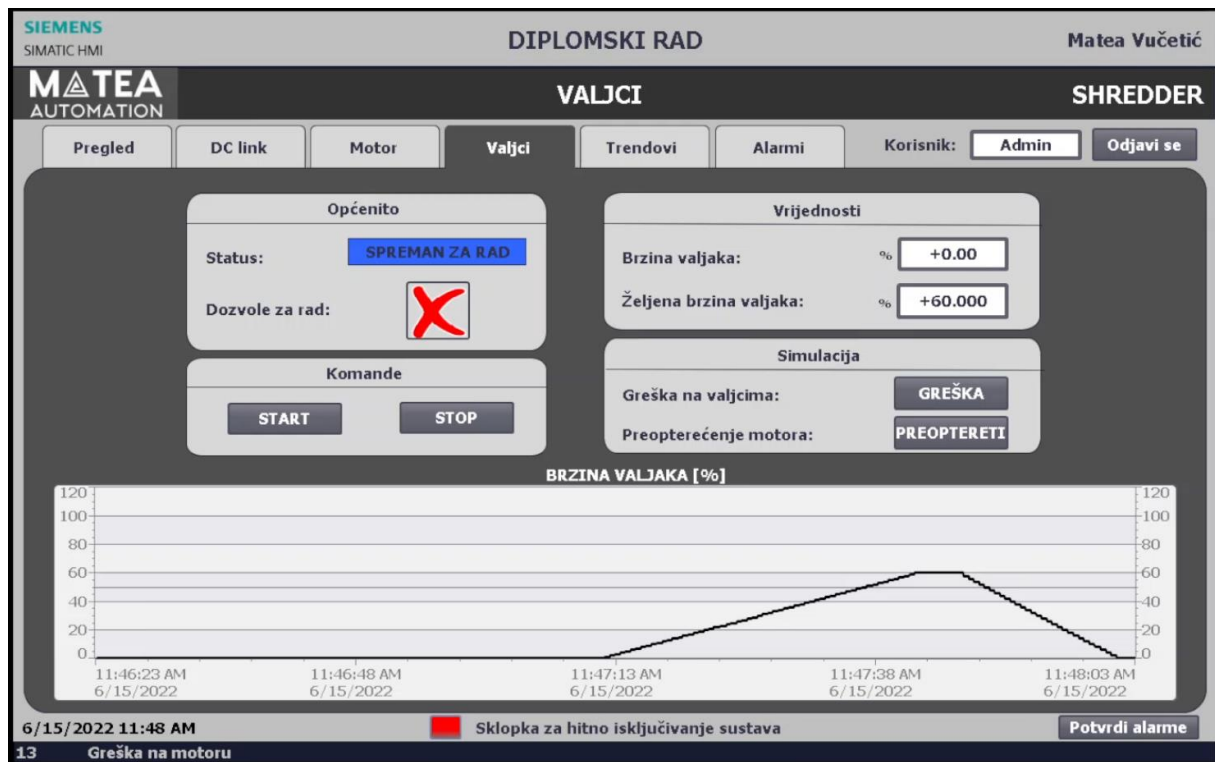 SIEMENS
SIMATIC HMI
DIPLOMSKI RAD
Matea Vučetić
MATEA
AUTOMATION
VALJCI
SHREDDER
Pregled
DC link
Motor
Valjci
Trendovi
Alarmi
Korisnik:
Admin
Odjavi se
Općenito
Status:
SPREMAN ZA RAD
Dozvole za rad:
Komande
START
STOP
Vrijednosti
Brzina valjaka:
% +0.00
Željena brzina valjaka:
% +60.000
Simulacija
Greška na valjcima:
GREŠKA
Preopterećenje motora:
PREOPTERETI
BRZINA VALJAKA [%]
120
100
80
60
40
20
0
120
100
80
60
40
20
0
11:46:23 AM
6/15/2022
11:46:48 AM
6/15/2022
11:47:13 AM
6/15/2022
11:47:38 AM
6/15/2022
11:48:03 AM
6/15/2022
6/15/2022 11:48 AM
Sklopka za hitno isključivanje sustava
Potvrdi alarme
13 Greška na motoru